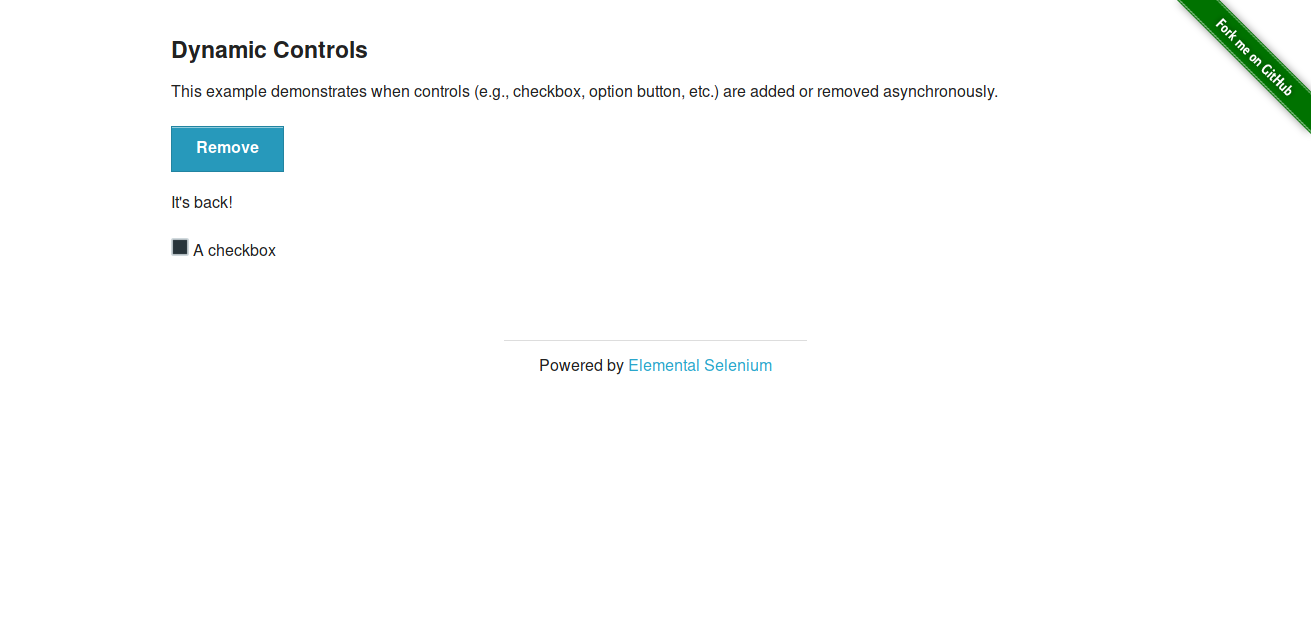 Fork me on GitHub
Dynamic Controls
This example demonstrates when controls (e.g., checkbox, option button, etc.) are added or removed asynchronously.
Remove
It's back!
A checkbox
Powered by Elemental Selenium